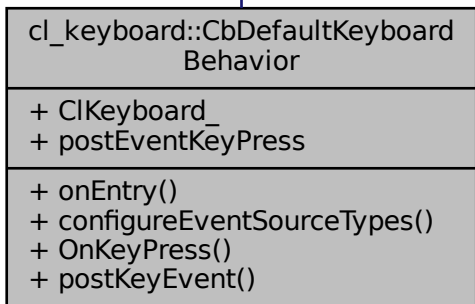 cl_keyboard::CbDefaultKeyboard
Behavior
+ ClKeyboard_
+ postEventKeyPress
+ onEntry()
+ configureEventSourceTypes()
+ OnKeyPress()
+ postKeyEvent()